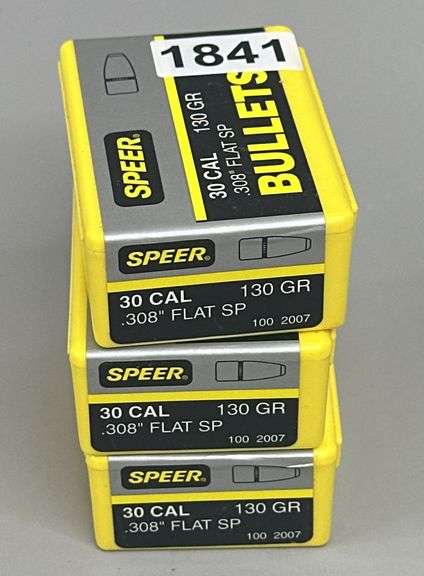 1841
SPEER®
30 CAL 130 GR
.308" FLAT SP
BULLETS
SPEER®
30 CAL 130 GR
.308" FLAT SP
100 2007
SPEER®
30 CAL 130 GR
.308" FLAT SP
100 2007
SPEER®
30 CAL 130 GR
.308" FLAT SP
100 2007